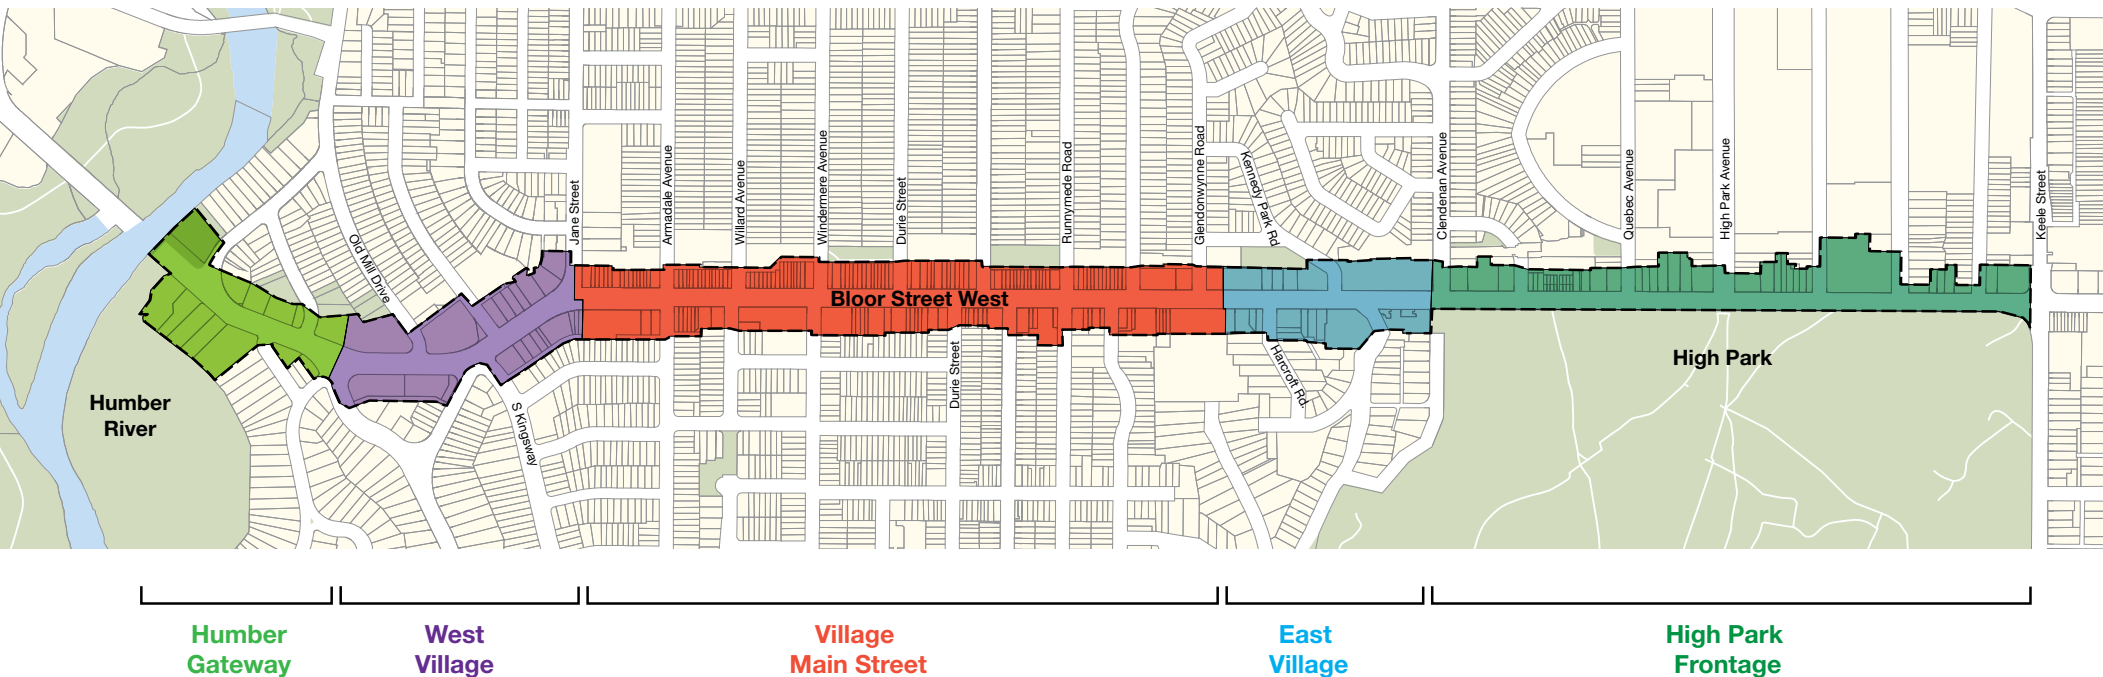 Jane Street
Armadale Avenue
Willard Avenue
Windermere Avenue
Durie Street
Runnymede Road
Glendonwynne Road
Kennedy Park Rd
Clendenan Avenue
Quebec Avenue
High Park Avenue
Keele Street
Old Mill Drive
Bloor Street West
High Park
Humber
River
S Kingsway
Durie Street
Harcroft Rd.
Humber
Gateway
West
Village
Village
Main Street
East
Village
High Park
Frontage